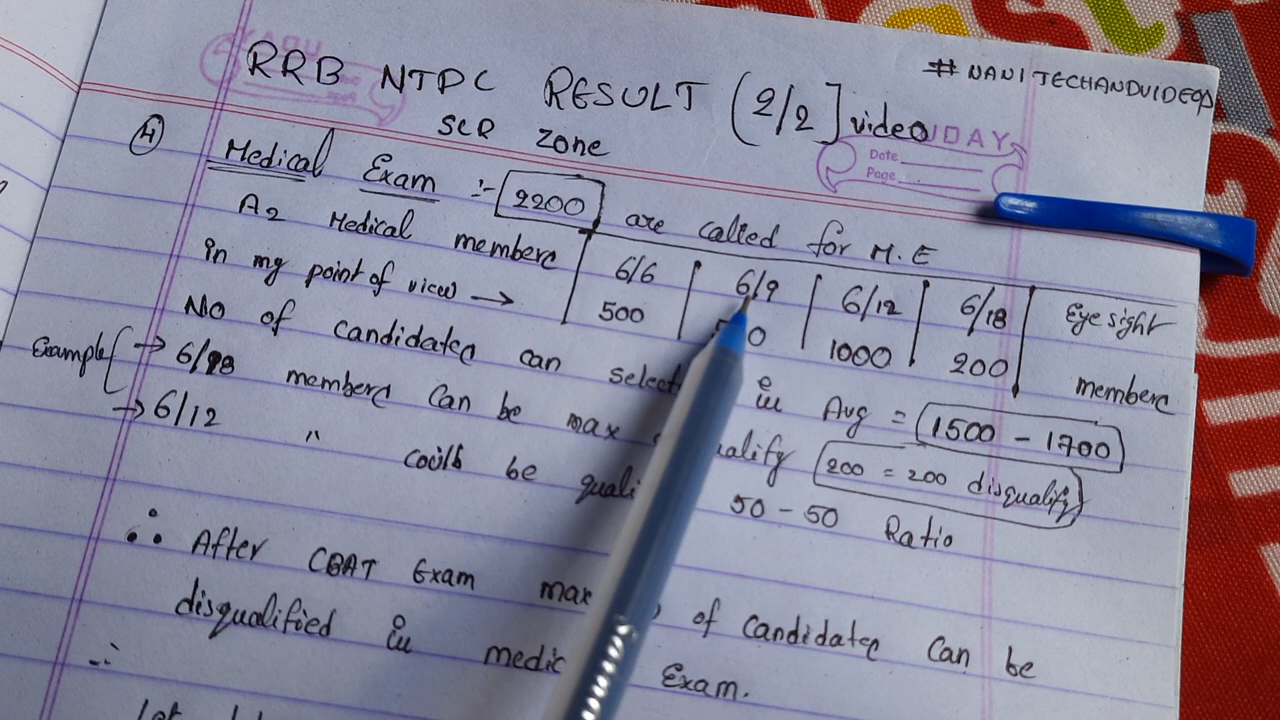 #NANITECHANDVIDEOS
RRB NTPC RESULT (2/2] video
SCR ZONE
DAY
Date
Page
4 Medical Exam :- 2200 are called for M.E
A2 Medical members
in my point of view →
6/6 6/9 6/12 6/18 Eyesight
500 1000 200 members
No of candidates can select in Avg = 1500 - 1700
Example → 6/18 members can be max qualify 200 = 200 disqualify
→ 6/12 " could be quali 50-50 Ratio
∴ After CBAT Exam max of candidates can be
disqualified in medic Exam.
∴